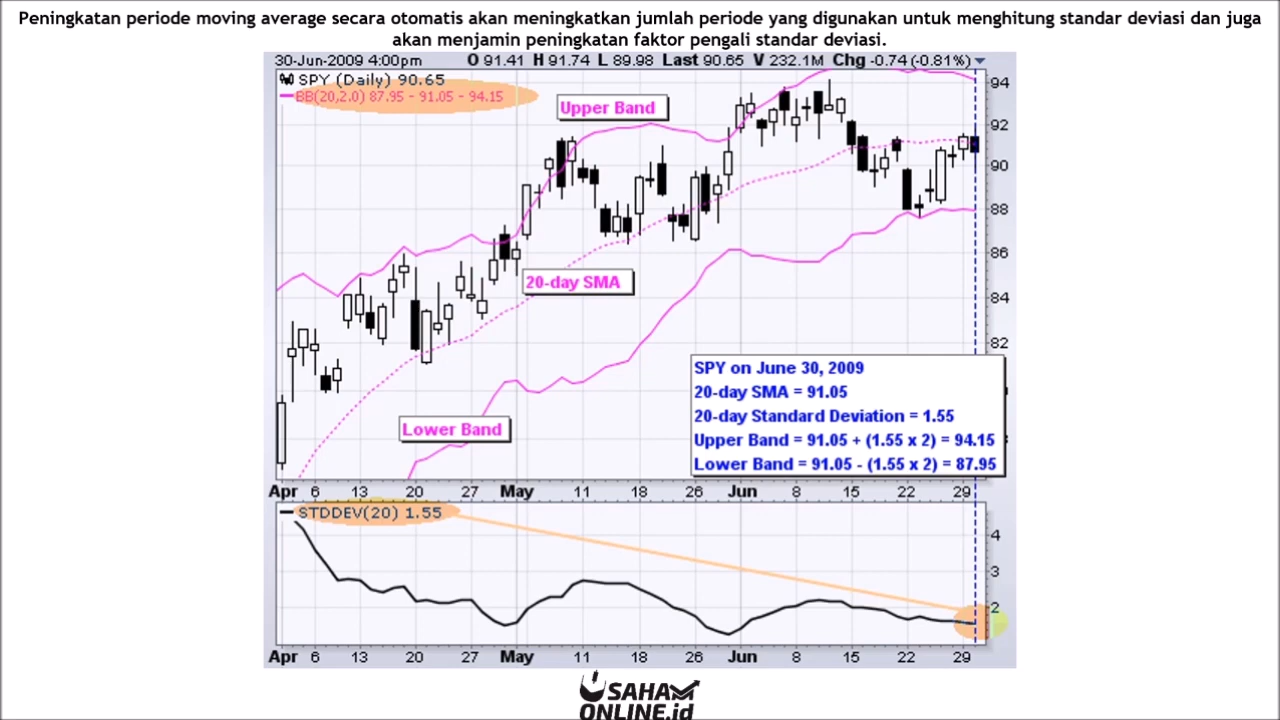 Peningkatan periode moving average secara otomatis akan meningkatkan jumlah periode yang digunakan untuk menghitung standar deviasi dan juga
akan menjamin peningkatan faktor pengali standar deviasi.
30-Jun-2009 4:00pm O 91.41 H 91.74 L 89.98 Last 90.65 V 232.1M Chg -0.74 (-0.81%)
SPY (Daily) 90.65
BB(20,2.0) 87.95 - 91.05 - 94.15
Upper Band
94
92
90
88
86
84
82
20-day SMA
Lower Band
SPY on June 30, 2009
20-day SMA = 91.05
20-day Standard Deviation = 1.55
Upper Band = 91.05 + (1.55 x 2) = 94.15
Lower Band = 91.05 - (1.55 x 2) = 87.95
Apr 6 13 20 27 May 11 18 26 Jun 8 15 22 29
STDDEV(20) 1.55
4
3
2
Apr 6 13 20 27 May 11 18 26 Jun 8 15 22 29
SAHAM
ONLINE.id